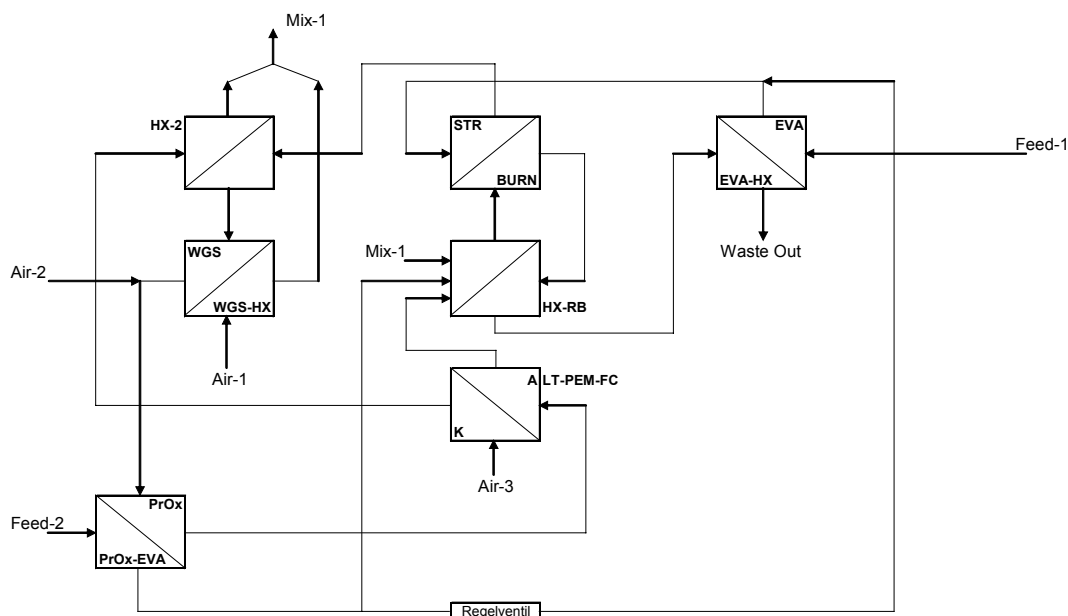 Mix-1
HX-2
STR
BURN
EVA
EVA-HX
Feed-1
WGS
WGS-HX
Mix-1
HX-RB
Waste Out
Air-2
Air-1
A LT-PEM-FC
K
Air-3
PrOx
Feed-2
PrOx-EVA
Regelventil